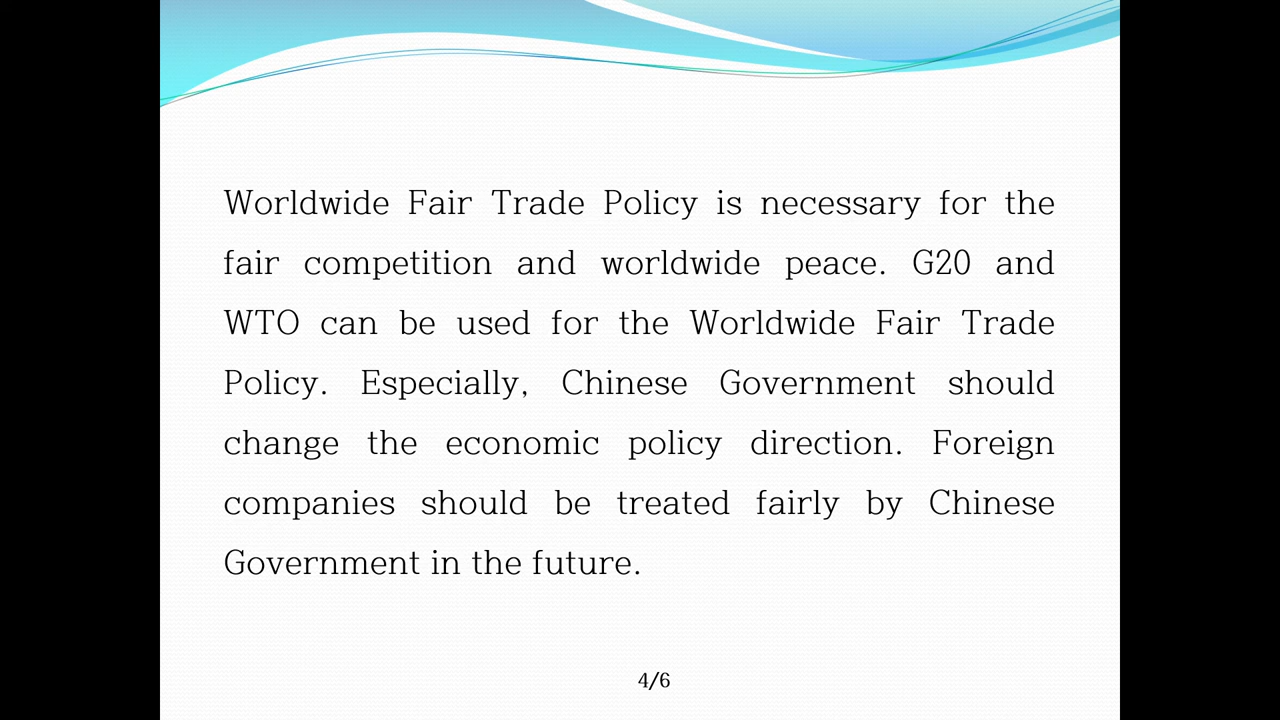 Worldwide Fair Trade Policy is necessary for the
fair competition and worldwide peace. G20 and
WTO can be used for the Worldwide Fair Trade
Policy. Especially, Chinese Government should
change the economic policy direction. Foreign
companies should be treated fairly by Chinese
Government in the future.
4/6